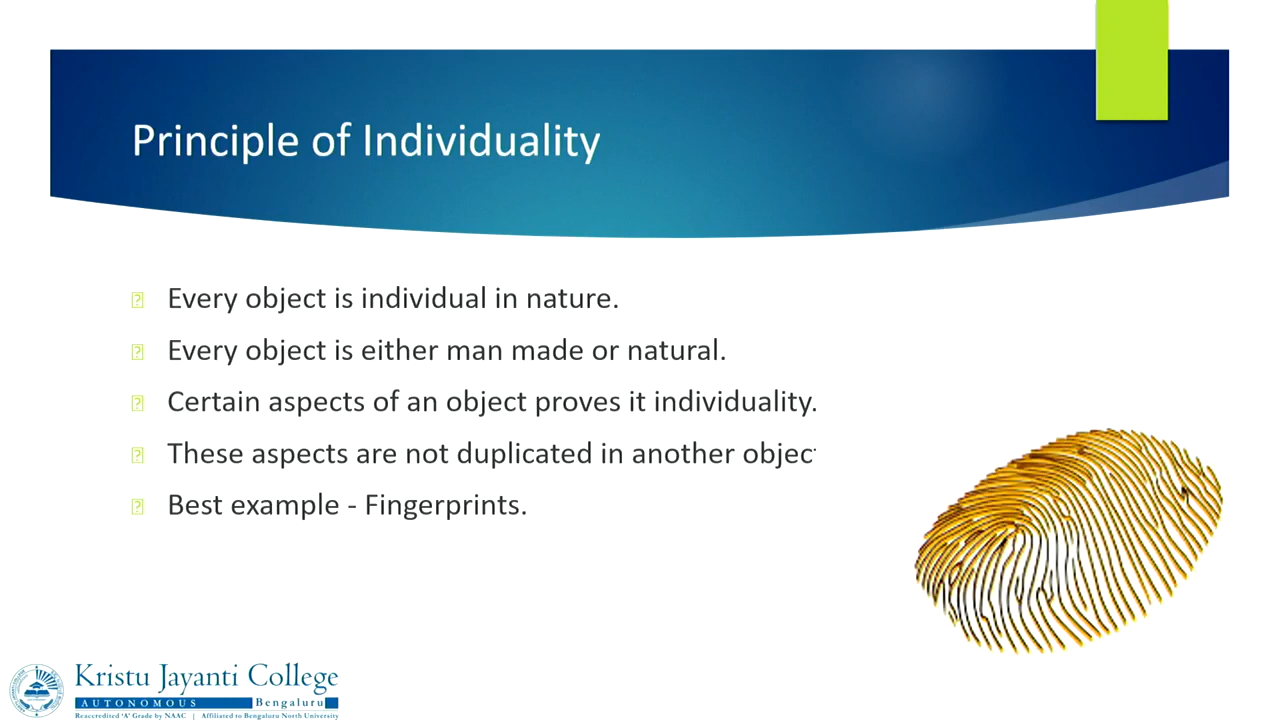 Principle of Individuality
Every object is individual in nature.
Every object is either man made or natural.
Certain aspects of an object proves it individuality.
These aspects are not duplicated in another objec
Best example - Fingerprints.
Kristu Jayanti College
AUTONOMOUS Bengaluru
Reaccredited 'A' Grade by NAAC | Affiliated to Bengaluru North University